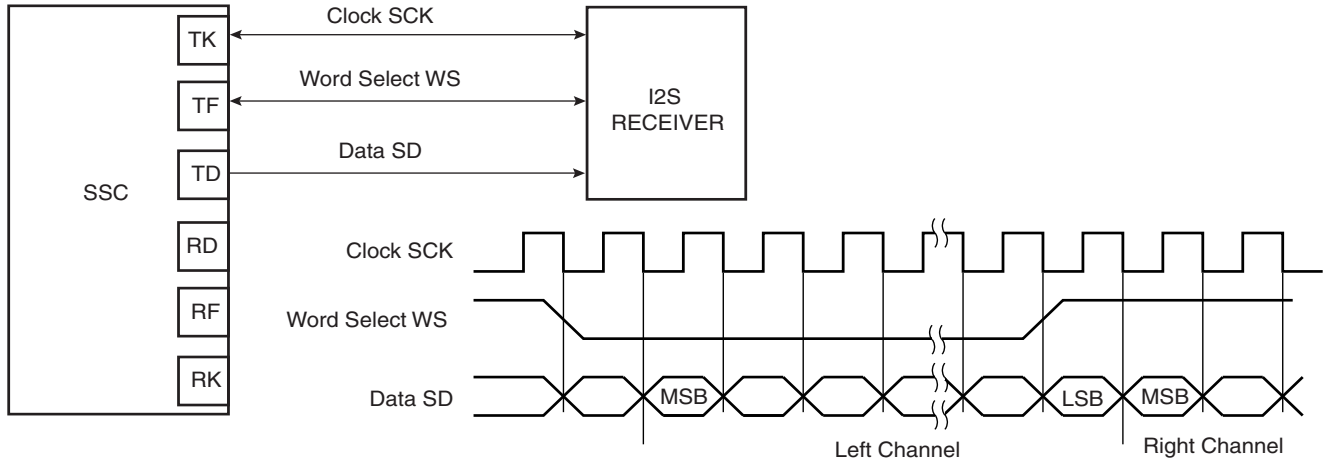 Clock SCK
TK
Word Select WS
TF
I2S
RECEIVER
Data SD
TD
SSC
RD
RF
RK
Clock SCK
Word Select WS
Data SD
MSB
LSB
MSB
Left Channel
Right Channel